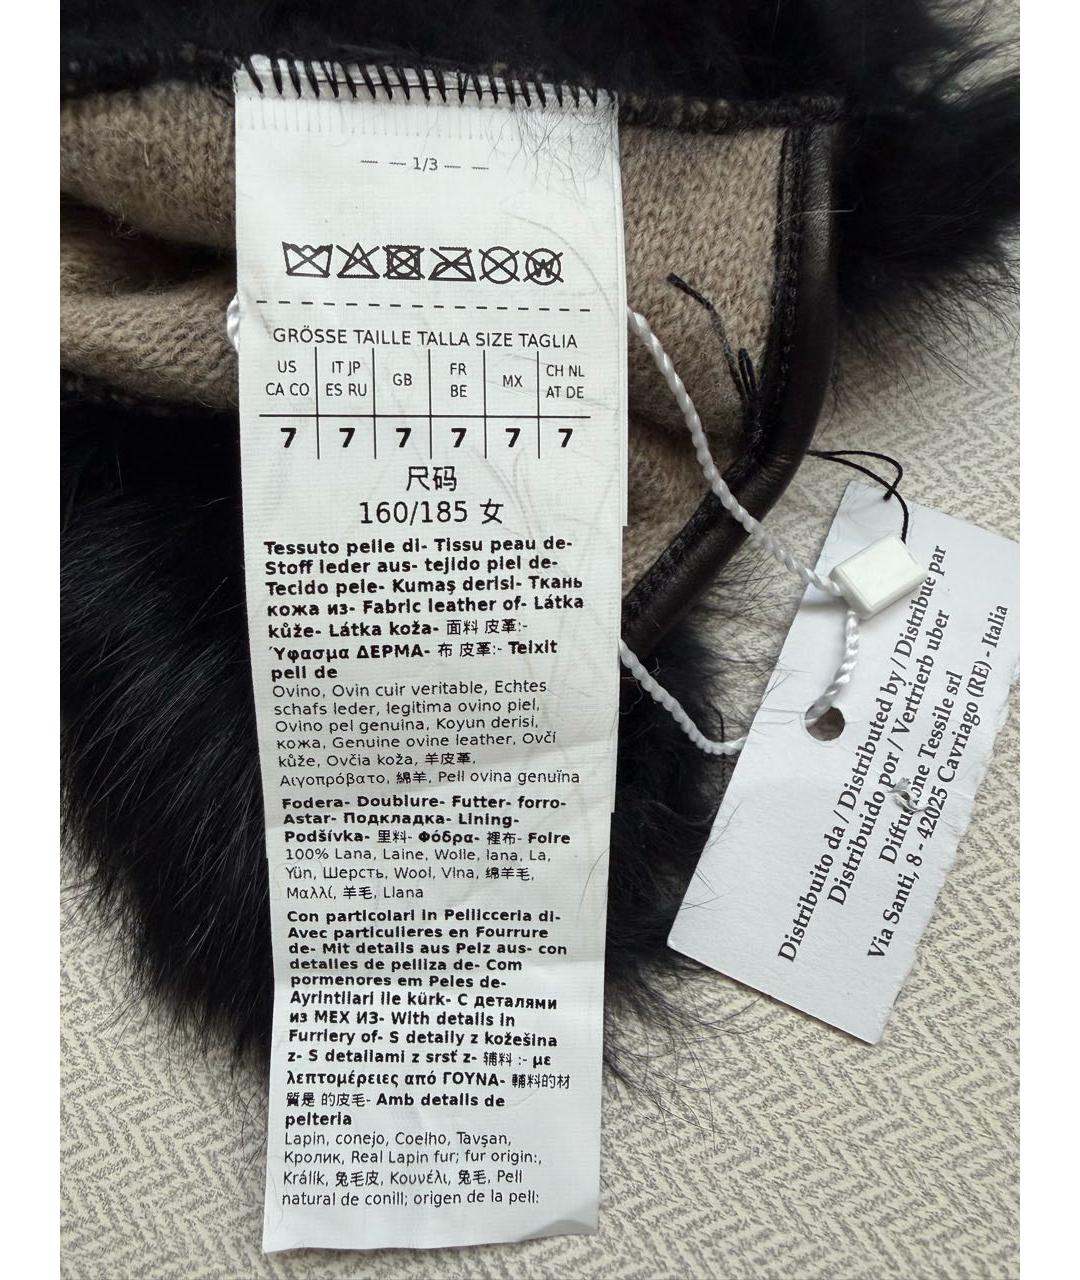 1/3
GRÖSSE TAILLE TALLA SIZE TAGLIA
US IT JP GB FR MX CH NL
CA CO ES RU BE AT DE
7 7 7 7 7 7
尺码
160/185 女
Tessuto pelle di- Tissu peau de-
Stoff leder aus- tejido piel de-
Tecido pele- Kumaş derisi- Ткань
кожа из- Fabric leather of- Látka
kůže- Látka koža- 面料 皮革:-
Ύφασμα ΔΕΡΜΑ- 布 皮革:- Teixit
pell de
Ovino, Ovin cuir veritable, Echtes
schafs leder, legitima ovino piel,
Ovino pel genuina, Koyun derisi,
кожа, Genuine ovine leather, Ovčí
kůže, Ovčia koža, 羊皮革,
Αιγοπρόβατο, 綿羊, Pell ovina genuïna
Fodera- Doublure- Futter- forro-
Astar- Подкладка- Lining-
Podšívka- 里料- Φόδρα- 裡布- Folre
100% Lana, Laine, Wolle, lana, La,
Yün, Шерсть, Wool, Vlna, 绵羊毛,
Μαλλί, 羊毛, Llana
Con particolari in Pellicceria di-
Avec particulieres en Fourrure
de- Mit details aus Pelz aus- con
detalles de pelliza de- Com
pormenores em Peles de-
Ayrintilari ile kürk- С деталями
из МЕХ ИЗ- With details in
Furriery of- S detaily z kožešina
z- S detailami z srsť z- 辅料 :- με
λεπτομέρειες από ΓΟΥΝΑ- 輔料的材
質是 的皮毛- Amb detalls de
pelteria
Lapin, conejo, Coelho, Tavşan,
Кролик, Real Lapin fur; fur origin:,
Králík, 兔毛皮, Κουνέλι, 兔毛, Pell
natural de conill; origen de la pell:
Distribuito da / Distributed by / Distribué par
Distribuido por / Vertrierb uber
Diffusione Tessile srl
Via Santi, 8 - 42025 Cavriago (RE) - Italia